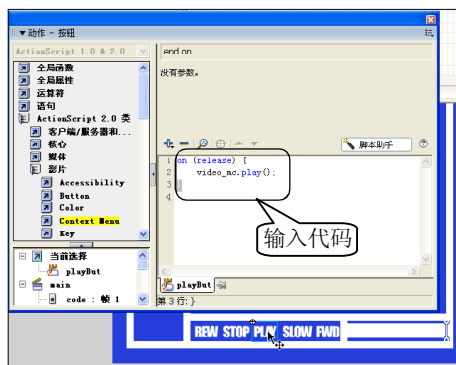 动作 - 按钮
ActionScript 1.0 & 2.0
end on
没有参数。
全局函数
全局属性
运算符
语句
ActionScript 2.0 类
客户端/服务器和...
核心
媒体
影片
Accessibility
Button
Color
Context Menu
Key
脚本助手
1 on (release) {
2 video_mc.play();
3 }
4
输入代码
当前选择
playBut
main
code : 帧 1
playBut
第 3 行: }
REW STOP PLAY SLOW FWD